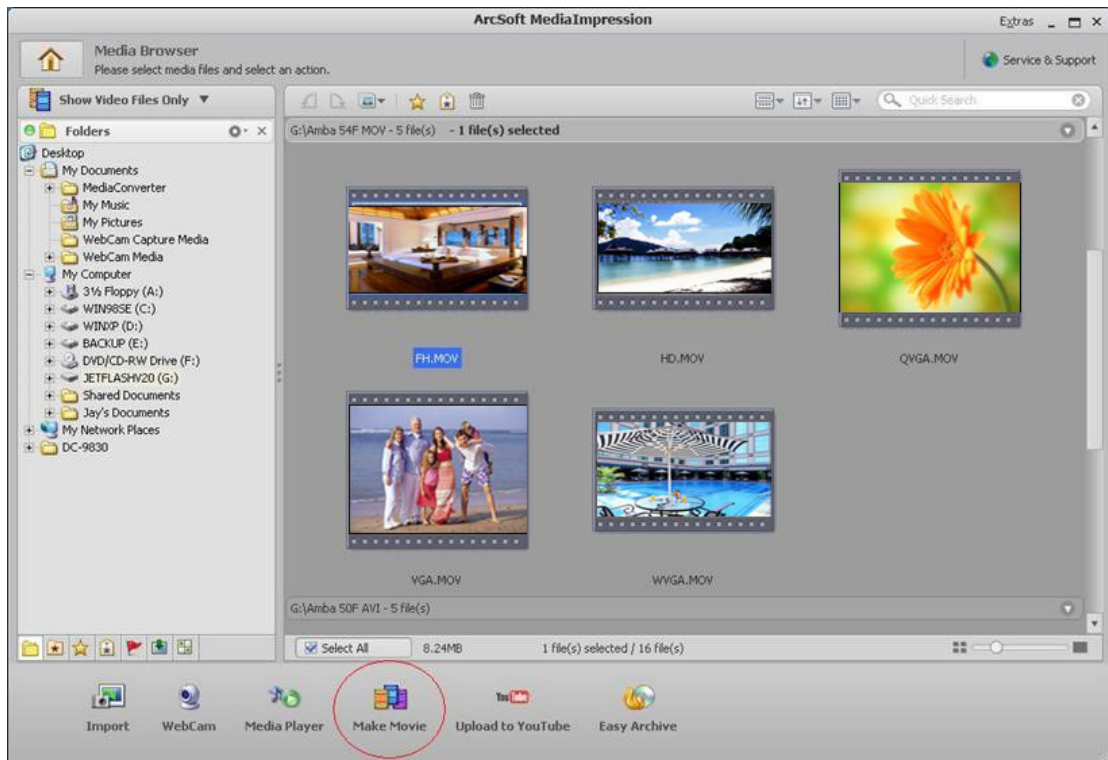 ArcSoft MediaImpression
Extras
Media Browser
Please select media files and select an action.
Service & Support
Show Video Files Only
Quick Search
Folders
G:\Amba 54F MOV - 5 file(s) - 1 file(s) selected
Desktop
My Documents
MediaConverter
My Music
My Pictures
WebCam Capture Media
WebCam Media
My Computer
3½ Floppy (A:)
WIN98SE (C:)
WINXP (D:)
BACKUP (E:)
DVD/CD-RW Drive (F:)
JETFLASHV20 (G:)
Shared Documents
Jay's Documents
My Network Places
DC-9830
FH.MOV
HD.MOV
QVGA.MOV
VGA.MOV
WVGA.MOV
G:\Amba 50F AVI - 5 file(s)
Select All
8.24MB
1 file(s) selected / 16 file(s)
You Tube
Import
WebCam
Media Player
Make Movie
Upload to YouTube
Easy Archive